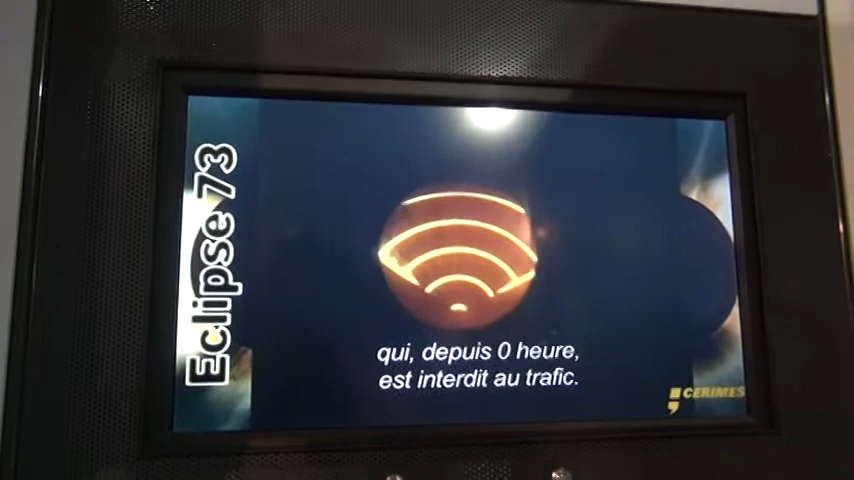 Eclipse 73
qui, depuis 0 heure,
est interdit au trafic.
CERIMES